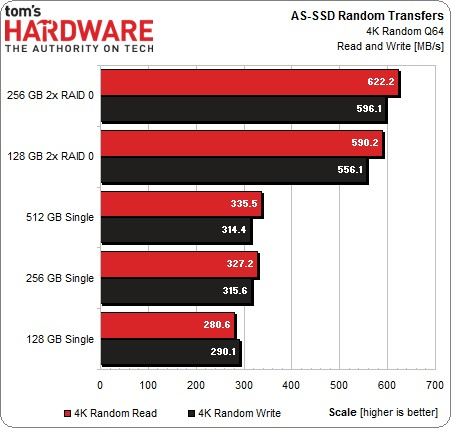 tom's
HARDWARE
THE AUTHORITY ON TECH
AS-SSD Random Transfers
4K Random Q64
Read and Write [MB/s]
256 GB 2x RAID 0
622.2
596.1
128 GB 2x RAID 0
590.2
556.1
512 GB Single
335.5
314.4
256 GB Single
327.2
315.6
128 GB Single
280.6
290.1
0 100 200 300 400 500 600 700
4K Random Read 4K Random Write Scale [higher is better]